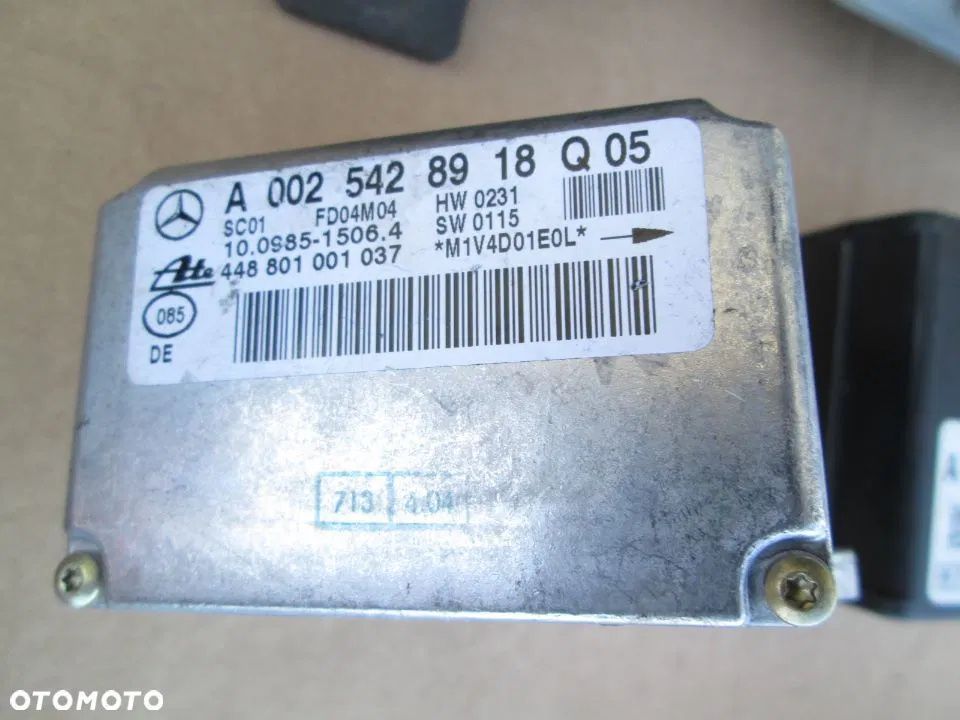 A 002 542 89 18 Q 05
SC01 FD04M04 HW 0231
10.0985-1506.4 SW 0115
Ate 448 801 001 037 *M1V4D01E0L*
085
DE
713 4.04
A
OTOMOTO